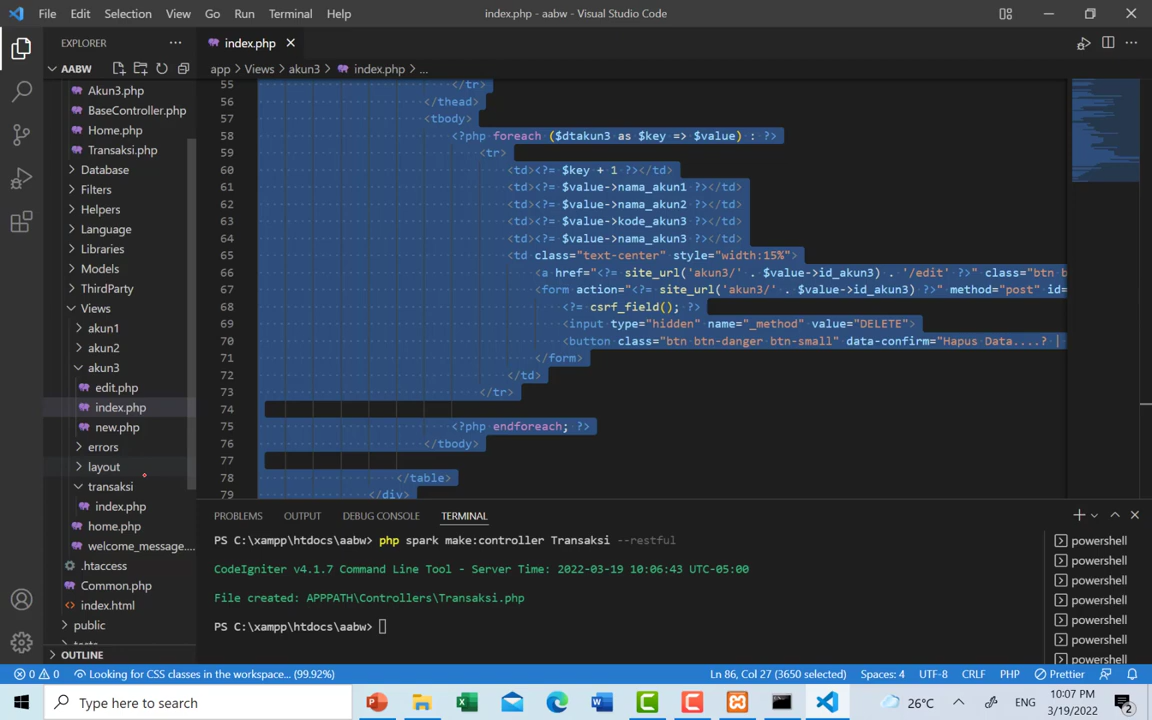 File Edit Selection View Go Run Terminal Help
index.php - aabw - Visual Studio Code
EXPLORER
AABW
Akun3.php
BaseController.php
Home.php
Transaksi.php
Database
Filters
Helpers
Language
Libraries
Models
ThirdParty
Views
akun1
akun2
akun3
edit.php
index.php
new.php
errors
layout
transaksi
index.php
home.php
welcome_message....
.htaccess
Common.php
index.html
public
OUTLINE
index.php
app > Views > akun3 > index.php > ...
55 </tr>
56 </thead>
57 <tbody>
58 <?php foreach ($dtakun3 as $key => $value) : ?>
59 <tr>
60 <td><?= $key + 1 ?></td>
61 <td><?= $value->nama_akun1 ?></td>
62 <td><?= $value->nama_akun2 ?></td>
63 <td><?= $value->kode_akun3 ?></td>
64 <td><?= $value->nama_akun3 ?></td>
65 <td class="text-center" style="width:15%">
66 <a href="<?= site_url('akun3/' . $value->id_akun3) . '/edit' ?>" class="btn b
67 <form action="<?= site_url('akun3/' . $value->id_akun3) ?>" method="post" id=
68 <?= csrf_field(); ?>
69 <input type="hidden" name="_method" value="DELETE">
70 <button class="btn btn-danger btn-small" data-confirm="Hapus Data....? |
71 </form>
72 </td>
73 </tr>
74
75 <?php endforeach; ?>
76 </tbody>
77
78 </table>
79 </div>
PROBLEMS OUTPUT DEBUG CONSOLE TERMINAL
PS C:\xampp\htdocs\aabw> php spark make:controller Transaksi --restful
CodeIgniter v4.1.7 Command Line Tool - Server Time: 2022-03-19 10:06:43 UTC-05:00
File created: APPPATH\Controllers\Transaksi.php
PS C:\xampp\htdocs\aabw>
powershell
powershell
powershell
powershell
powershell
powershell
powershell
0 0 Looking for CSS classes in the workspace... (99.92%)
Ln 86, Col 27 (3650 selected) Spaces: 4 UTF-8 CRLF PHP Prettier
Type here to search
26°C ENG
10:07 PM
3/19/2022
2